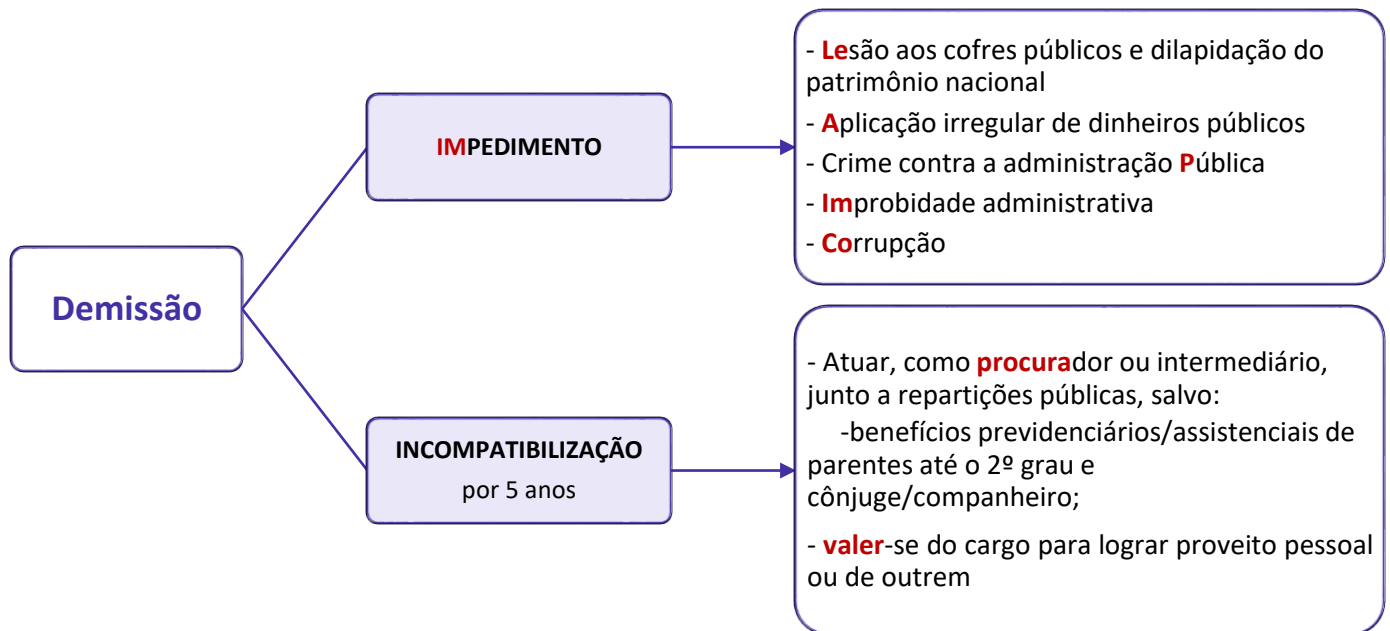 Demissão
IMPEDIMENTO
- Lesão aos cofres públicos e dilapidação do
patrimônio nacional
- Aplicação irregular de dinheiros públicos
- Crime contra a administração Pública
- Improbidade administrativa
- Corrupção
INCOMPATIBILIZAÇÃO
por 5 anos
- Atuar, como procurador ou intermediário,
junto a repartições públicas, salvo:
-benefícios previdenciários/assistenciais de
parentes até o 2º grau e
cônjuge/companheiro;
- valer-se do cargo para lograr proveito pessoal
ou de outrem